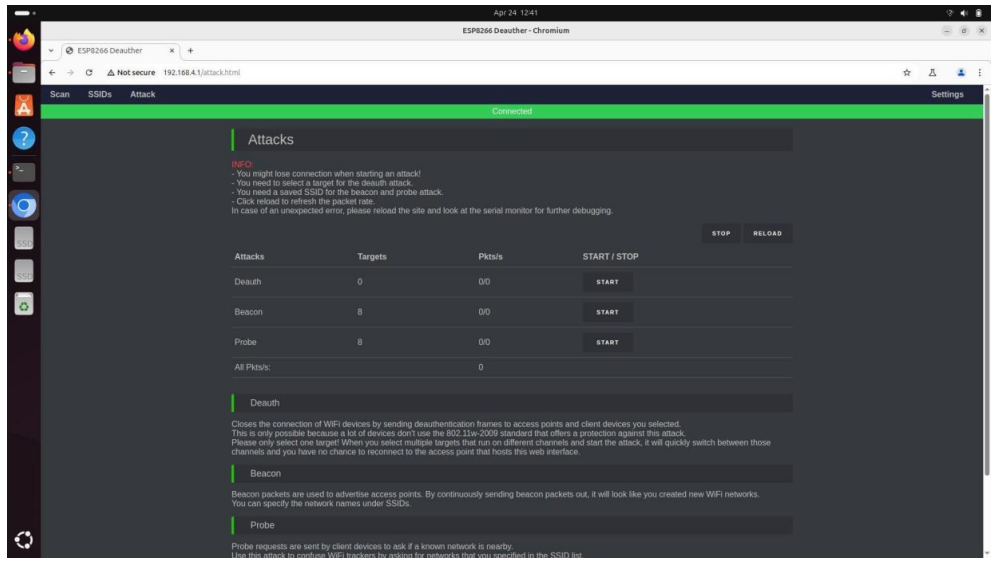 Apr 24 12:41
ESP8266 Deauther - Chromium
ESP8266 Deauther
Not secure 192.168.4.1/attack.html
Scan SSIDs Attack Settings
Connected
Attacks
INFO:
- You might lose connection when starting an attack!
- You need to select a target for the deauth attack.
- You need a saved SSID for the beacon and probe attack.
- Click reload to refresh the packet rate.
In case of an unexpected error, please reload the site and look at the serial monitor for further debugging.
STOP RELOAD
Attacks Targets Pkts/s START / STOP
Deauth 0 0/0 START
Beacon 8 0/0 START
Probe 8 0/0 START
All Pkts/s: 0
Deauth
Closes the connection of WiFi devices by sending deauthentication frames to access points and client devices you selected.
This is only possible because a lot of devices don't use the 802.11w-2009 standard that offers a protection against this attack.
Please only select one target! When you select multiple targets that run on different channels and start the attack, it will quickly switch between those
channels and you have no chance to reconnect to the access point that hosts this web interface.
Beacon
Beacon packets are used to advertise access points. By continuously sending beacon packets out, it will look like you created new WiFi networks.
You can specify the network names under SSIDs.
Probe
Probe requests are sent by client devices to ask if a known network is nearby.
Use this attack to confuse WiFi trackers by asking for networks that you specified in the SSID list.
SSD
SSD